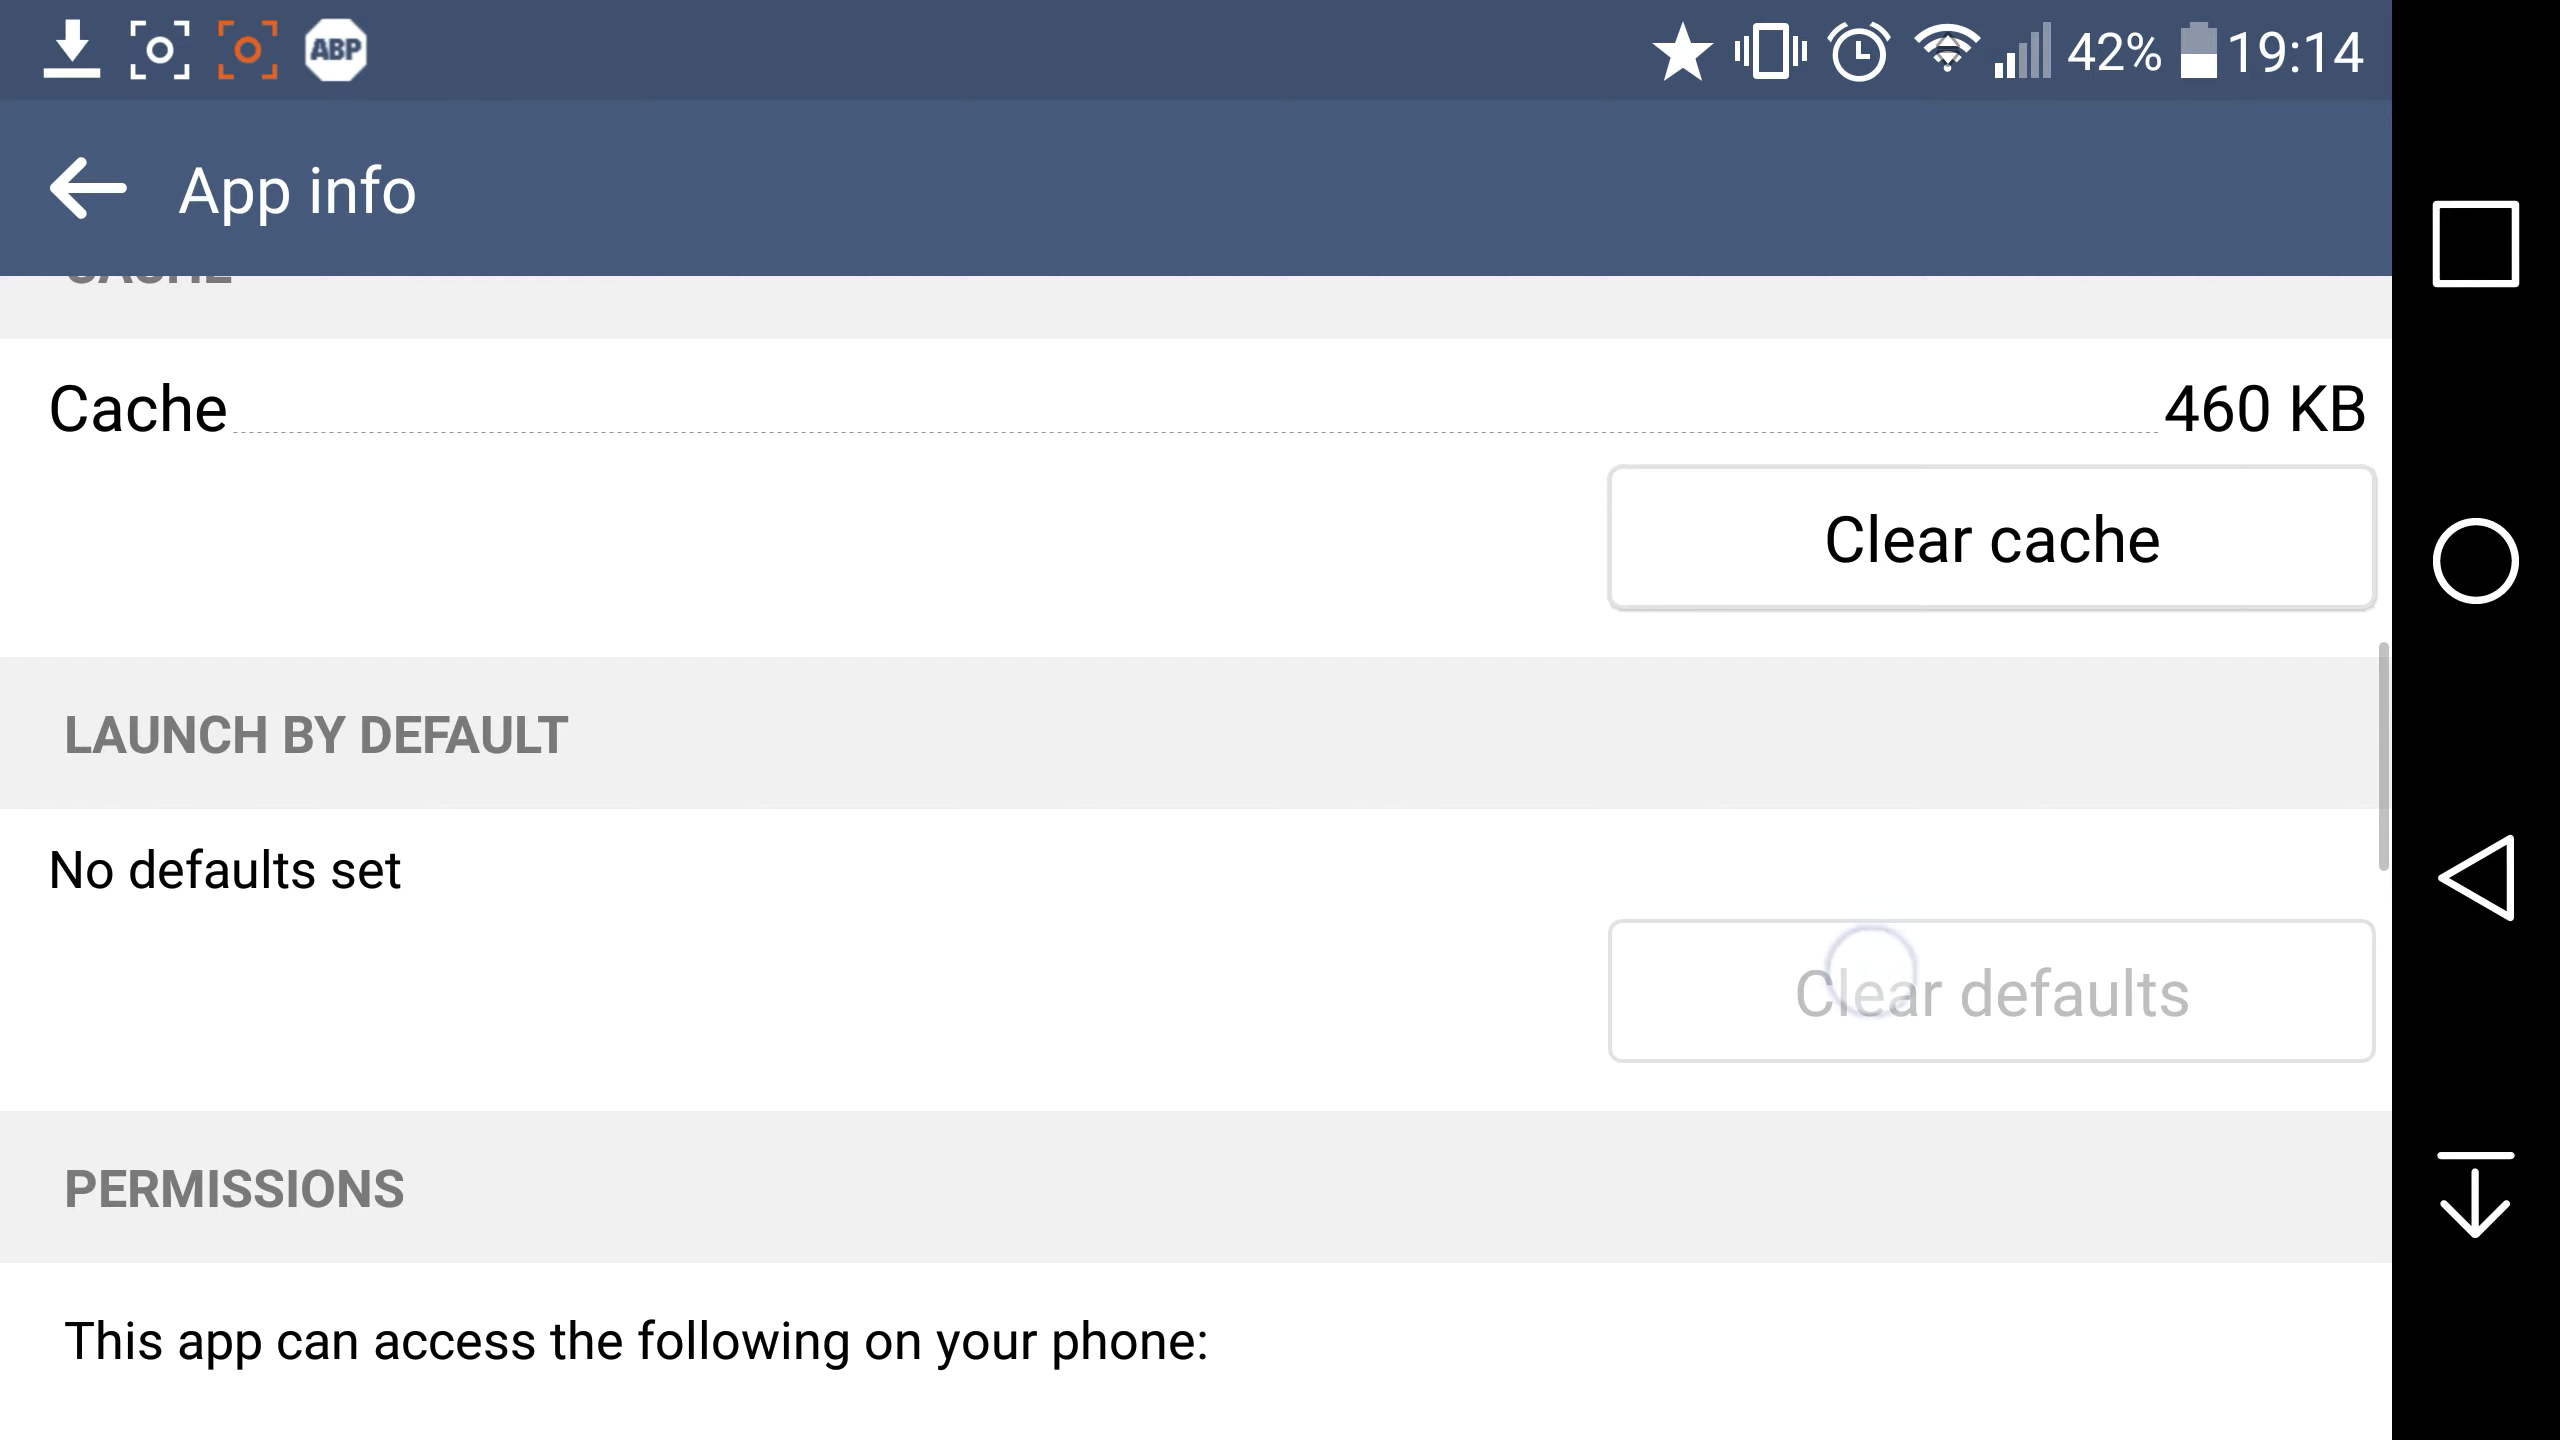 ABP
42% 19:14
App info
CACHE
Cache 460 KB
Clear cache
LAUNCH BY DEFAULT
No defaults set
Clear defaults
PERMISSIONS
This app can access the following on your phone: